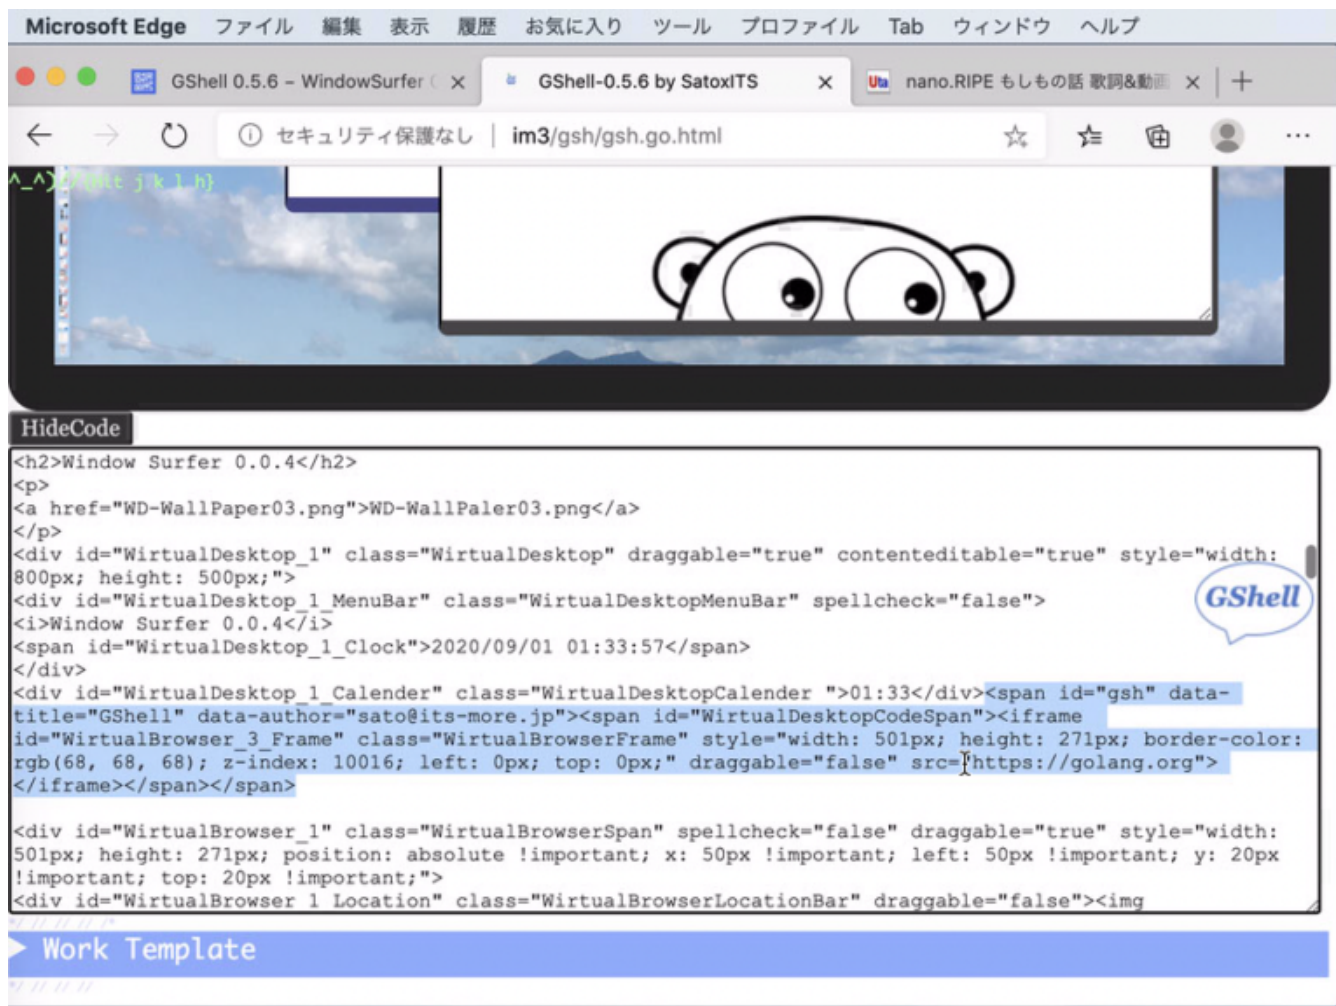 Microsoft Edge ファイル 編集 表示 履歴 お気に入り ツール プロファイル Tab ウィンドウ ヘルプ
GShell 0.5.6 – WindowSurfer
GShell-0.5.6 by SatoxITS
Uta nano.RIPE もしもの話 歌詞&動画
セキュリティ保護なし im3/gsh/gsh.go.html
^_^)//{Hit j k l h}
HideCode
<h2>Window Surfer 0.0.4</h2>
<p>
<a href="WD-WallPaper03.png">WD-WallPaler03.png</a>
</p>
<div id="WirtualDesktop_1" class="WirtualDesktop" draggable="true" contenteditable="true" style="width:
800px; height: 500px;">
<div id="WirtualDesktop_1_MenuBar" class="WirtualDesktopMenuBar" spellcheck="false">
<i>Window Surfer 0.0.4</i>
<span id="WirtualDesktop_1_Clock">2020/09/01 01:33:57</span>
</div>
<div id="WirtualDesktop_1_Calender" class="WirtualDesktopCalender ">01:33</div><span id="gsh" data-
title="GShell" data-author="sato@its-more.jp"><span id="WirtualDesktopCodeSpan"><iframe
id="WirtualBrowser_3_Frame" class="WirtualBrowserFrame" style="width: 501px; height: 271px; border-color:
rgb(68, 68, 68); z-index: 10016; left: 0px; top: 0px;" draggable="false" src="https://golang.org">
</iframe></span></span>
GShell
<div id="WirtualBrowser_1" class="WirtualBrowserSpan" spellcheck="false" draggable="true" style="width:
501px; height: 271px; position: absolute !important; x: 50px !important; left: 50px !important; y: 20px
!important; top: 20px !important;">
<div id="WirtualBrowser_1_Location" class="WirtualBrowserLocationBar" draggable="false"><img
*/ // // // /*
Work Template
*/ // // //